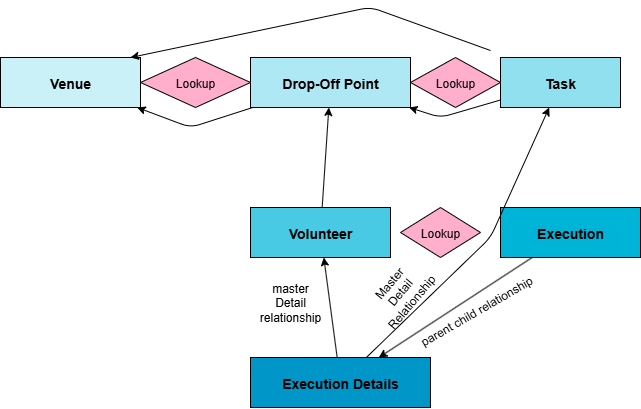 Venue
Lookup
Drop-Off Point
Lookup
Task
Volunteer
Lookup
Execution
master
Detail
relationship
Master
Detail
Relationship
parent child relationship
Execution Details